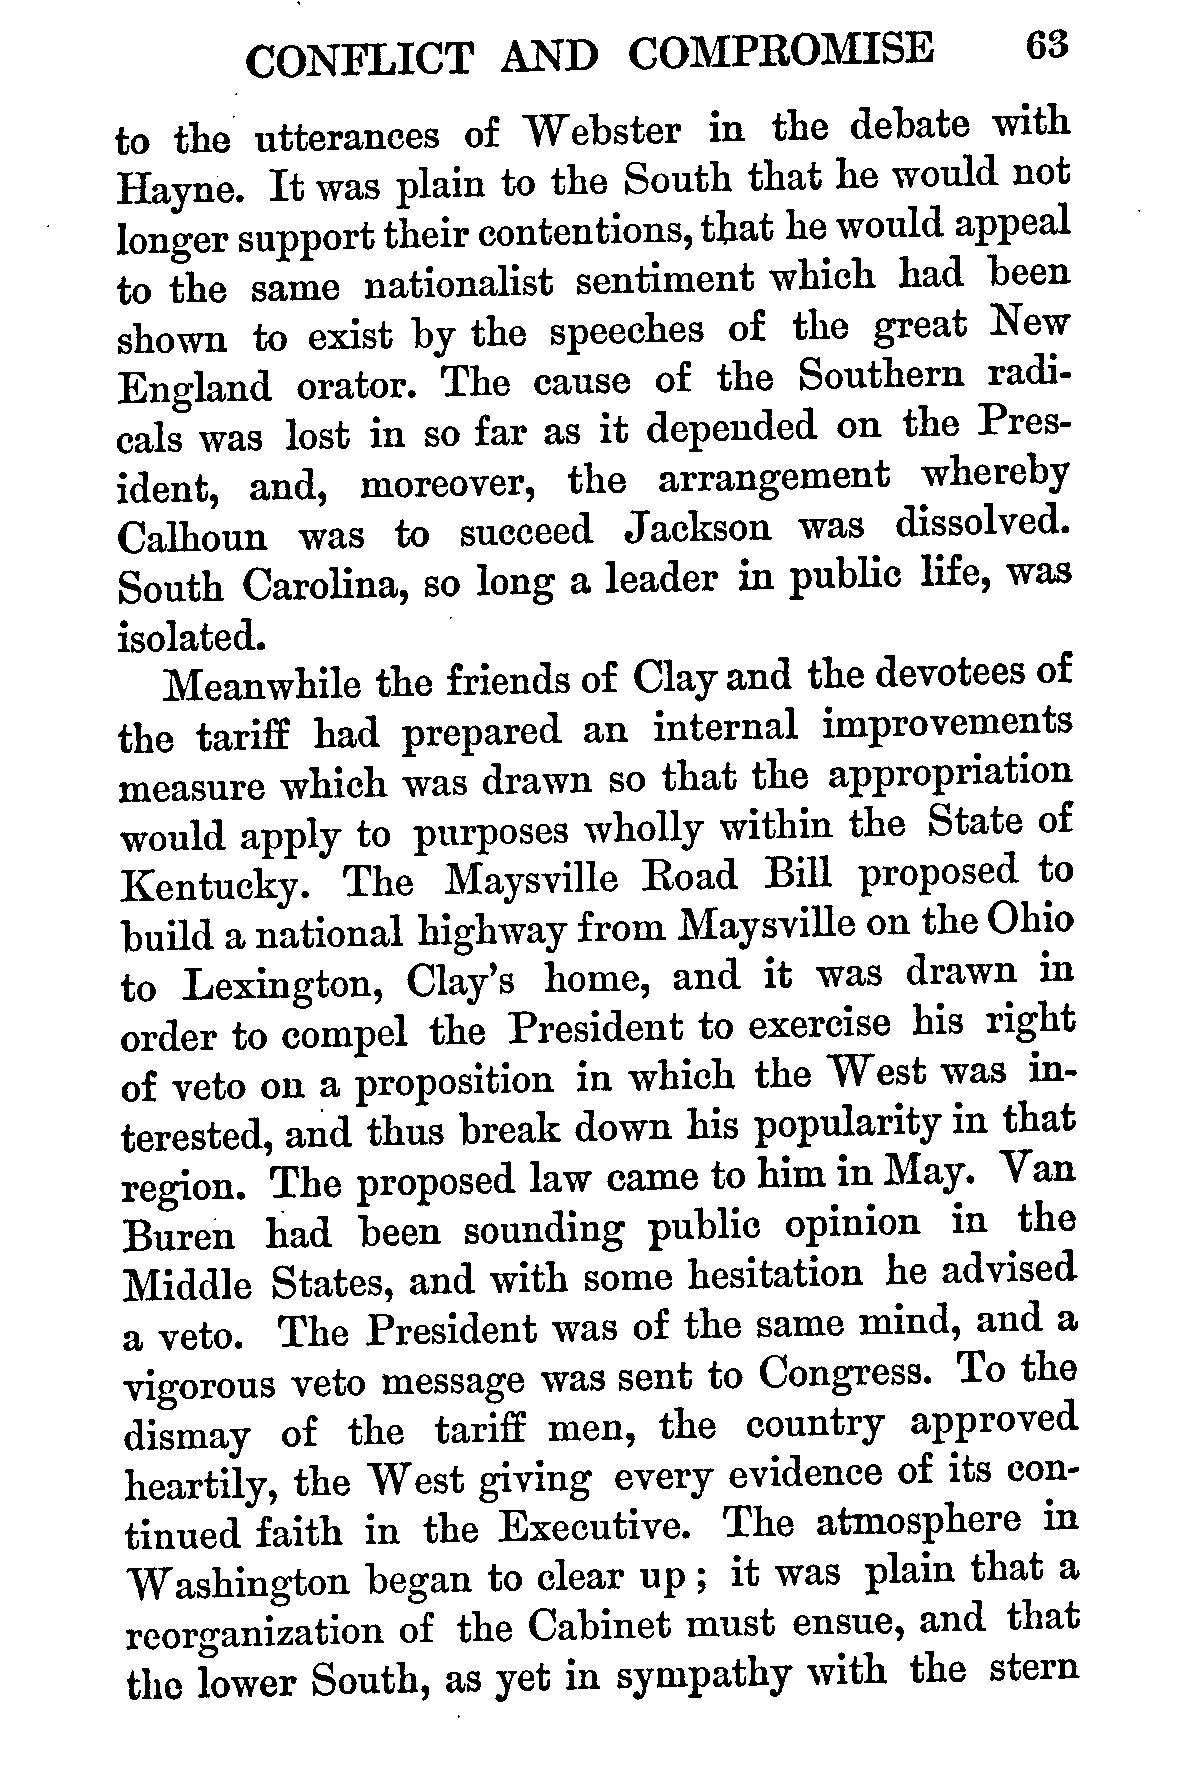 CONFLICT AND COMPROMISE 63
to the utterances of Webster in the debate with
Hayne. It was plain to the South that he would not
longer support their contentions, that he would appeal
to the same nationalist sentiment which had been
shown to exist by the speeches of the great New
England orator. The cause of the Southern radi-
cals was lost in so far as it depended on the Pres-
ident, and, moreover, the arrangement whereby
Calhoun was to succeed Jackson was dissolved.
South Carolina, so long a leader in public life, was
isolated.
Meanwhile the friends of Clay and the devotees of
the tariff had prepared an internal improvements
measure which was drawn so that the appropriation
would apply to purposes wholly within the State of
Kentucky. The Maysville Road Bill proposed to
build a national highway from Maysville on the Ohio
to Lexington, Clay's home, and it was drawn in
order to compel the President to exercise his right
of veto on a proposition in which the West was in-
terested, and thus break down his popularity in that
region. The proposed law came to him in May. Van
Buren had been sounding public opinion in the
Middle States, and with some hesitation he advised
a veto. The President was of the same mind, and a
vigorous veto message was sent to Congress. To the
dismay of the tariff men, the country approved
heartily, the West giving every evidence of its con-
tinued faith in the Executive. The atmosphere in
Washington began to clear up; it was plain that a
reorganization of the Cabinet must ensue, and that
the lower South, as yet in sympathy with the stern